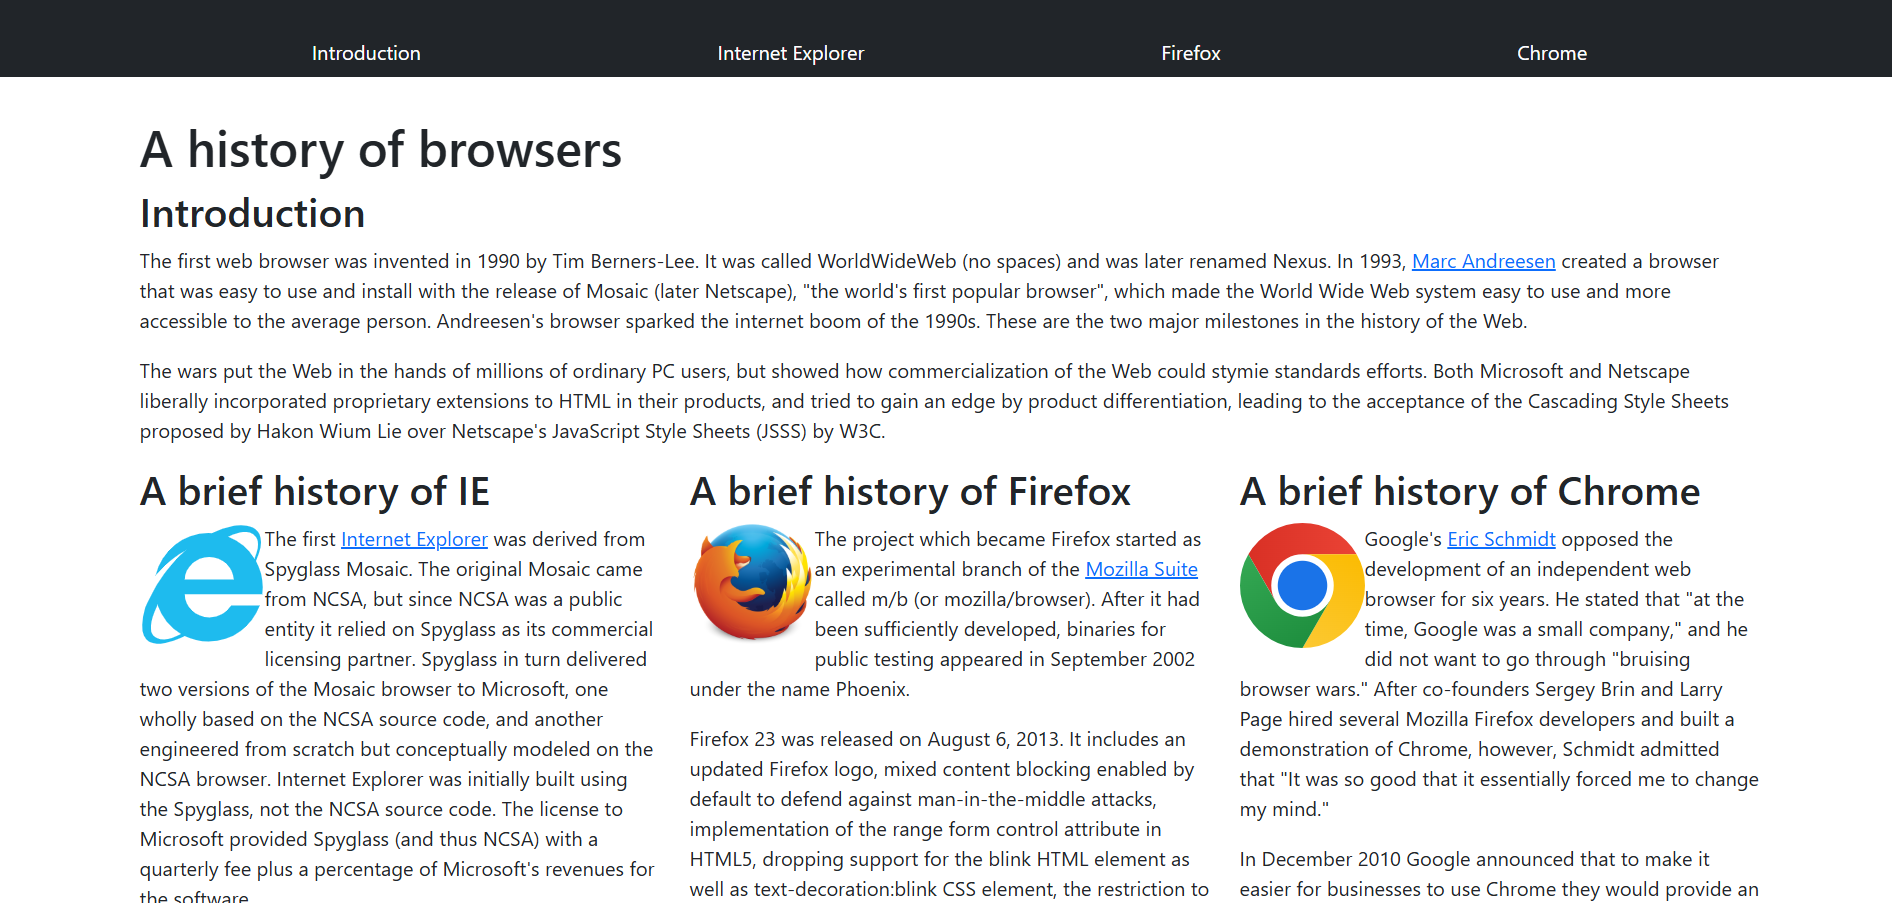 Introduction
Internet Explorer
Firefox
Chrome
A history of browsers
Introduction
The first web browser was invented in 1990 by Tim Berners-Lee. It was called WorldWideWeb (no spaces) and was later renamed Nexus. In 1993, Marc Andreesen created a browser
that was easy to use and install with the release of Mosaic (later Netscape), "the world's first popular browser", which made the World Wide Web system easy to use and more
accessible to the average person. Andreesen's browser sparked the internet boom of the 1990s. These are the two major milestones in the history of the Web.
The wars put the Web in the hands of millions of ordinary PC users, but showed how commercialization of the Web could stymie standards efforts. Both Microsoft and Netscape
liberally incorporated proprietary extensions to HTML in their products, and tried to gain an edge by product differentiation, leading to the acceptance of the Cascading Style Sheets
proposed by Hakon Wium Lie over Netscape's JavaScript Style Sheets (JSSS) by W3C.
A brief history of IE
The first Internet Explorer was derived from
Spyglass Mosaic. The original Mosaic came
from NCSA, but since NCSA was a public
entity it relied on Spyglass as its commercial
licensing partner. Spyglass in turn delivered
two versions of the Mosaic browser to Microsoft, one
wholly based on the NCSA source code, and another
engineered from scratch but conceptually modeled on the
NCSA browser. Internet Explorer was initially built using
the Spyglass, not the NCSA source code. The license to
Microsoft provided Spyglass (and thus NCSA) with a
quarterly fee plus a percentage of Microsoft's revenues for
the software.
A brief history of Firefox
The project which became Firefox started as
an experimental branch of the Mozilla Suite
called m/b (or mozilla/browser). After it had
been sufficiently developed, binaries for
public testing appeared in September 2002
under the name Phoenix.
Firefox 23 was released on August 6, 2013. It includes an
updated Firefox logo, mixed content blocking enabled by
default to defend against man-in-the-middle attacks,
implementation of the range form control attribute in
HTML5, dropping support for the blink HTML element as
well as text-decoration:blink CSS element, the restriction to
A brief history of Chrome
Google's Eric Schmidt opposed the
development of an independent web
browser for six years. He stated that "at the
time, Google was a small company," and he
did not want to go through "bruising
browser wars." After co-founders Sergey Brin and Larry
Page hired several Mozilla Firefox developers and built a
demonstration of Chrome, however, Schmidt admitted
that "It was so good that it essentially forced me to change
my mind."
In December 2010 Google announced that to make it
easier for businesses to use Chrome they would provide an